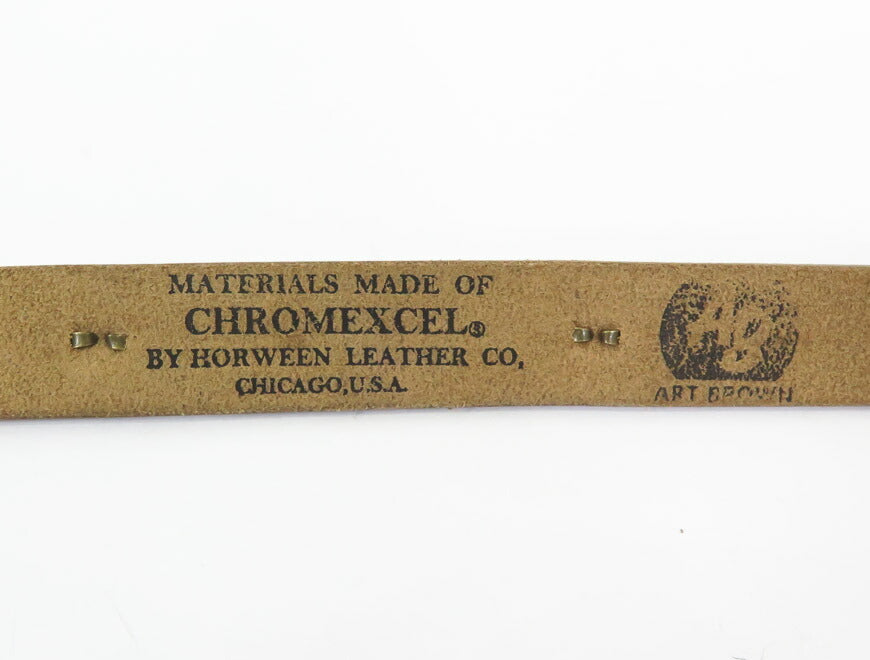 MATERIALS MADE OF
CHROMEXCEL®
BY HORWEEN LEATHER CO,
CHICAGO,U.S.A.
ART BROWN